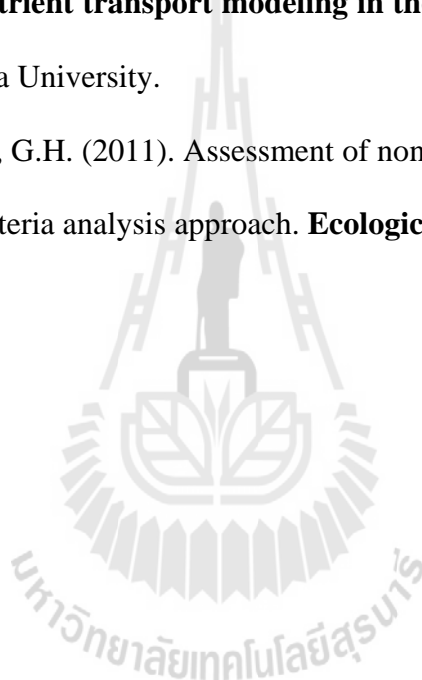 trient transport modeling in th
a University.
, G.H. (2011). Assessment of non
teria analysis approach. Ecologic
มหาวิทยาลัยเทคโนโลยีสุรนารี